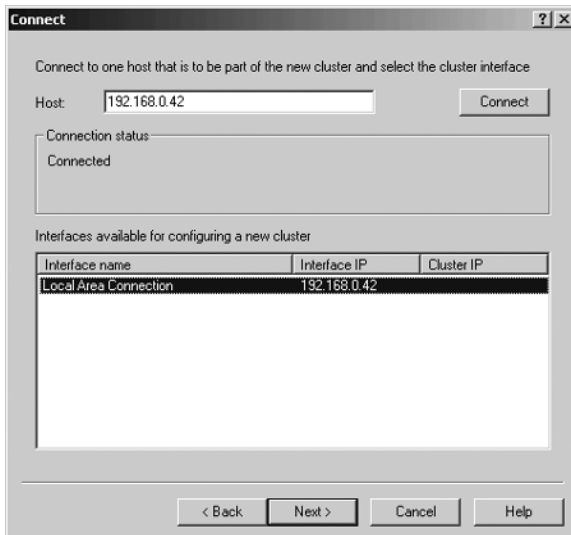 Connect
Connect to one host that is to be part of the new cluster and select the cluster interface
Host: 192.168.0.42 Connect
Connection status
Connected
Interfaces available for configuring a new cluster
Interface name Interface IP Cluster IP
Local Area Connection 192.168.0.42
< Back Next > Cancel Help